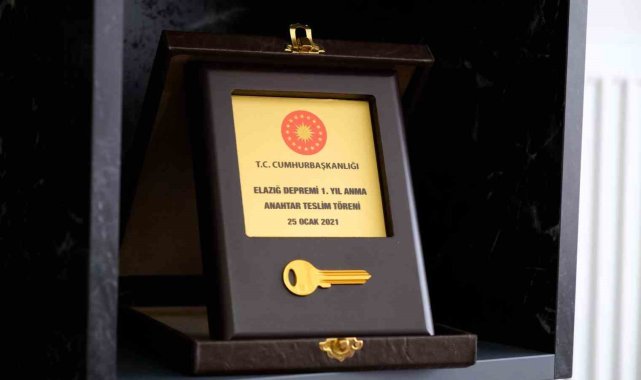 T.C. CUMHURBAŞKANLIĞI
ELAZIĞ DEPREMİ 1. YIL ANMA
ANAHTAR TESLİM TÖRENİ
25 OCAK 2021